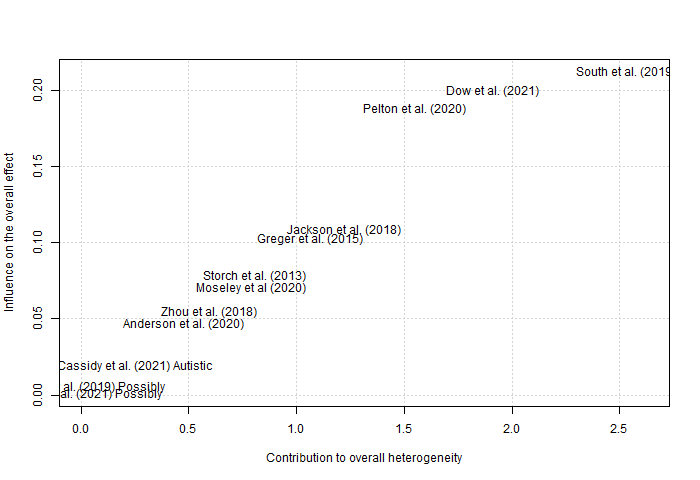 South et al. (2019
0.20
Dow et al. (2021)
Pelton et al. (2020)
0.15
Influence on the overall effect
Jackson et al. (2018)
0.10
Greger et al. (2015)
Storch et al. (2013)
Moseley et al (2020)
Zhou et al. (2018)
0.05
Anderson et al. (2020)
Cassidy et al. (2021) Autistic
al. (2019) Possibly
0.00
al. (2021) Possibly
0.0 0.5 1.0 1.5 2.0 2.5
Contribution to overall heterogeneity